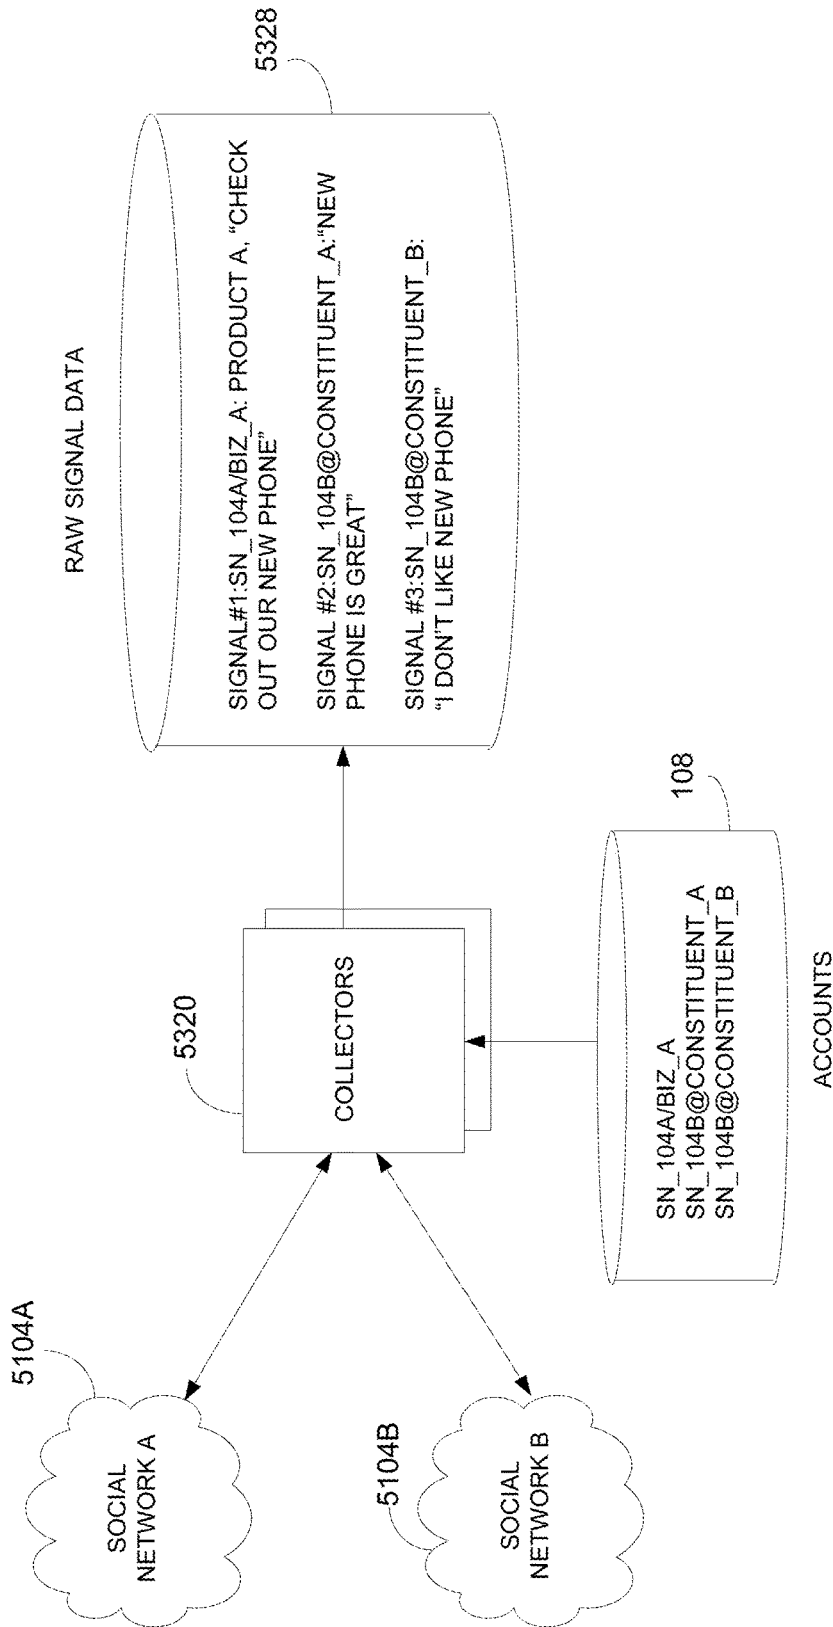 5104A
SOCIAL
NETWORK A
5104B
SOCIAL
NETWORK B
5320
COLLECTORS
SN_104A/BIZ_A
SN_104B@CONSTITUENT_A
SN_104B@CONSTITUENT_B
108
ACCOUNTS
RAW SIGNAL DATA
SIGNAL#1:SN_104A/BIZ_A: PRODUCT A, “CHECK
OUT OUR NEW PHONE”
SIGNAL #2:SN_104B@CONSTITUENT_A:“NEW
PHONE IS GREAT”
SIGNAL #3:SN_104B@CONSTITUENT_B:
“I DON'T LIKE NEW PHONE”
5328